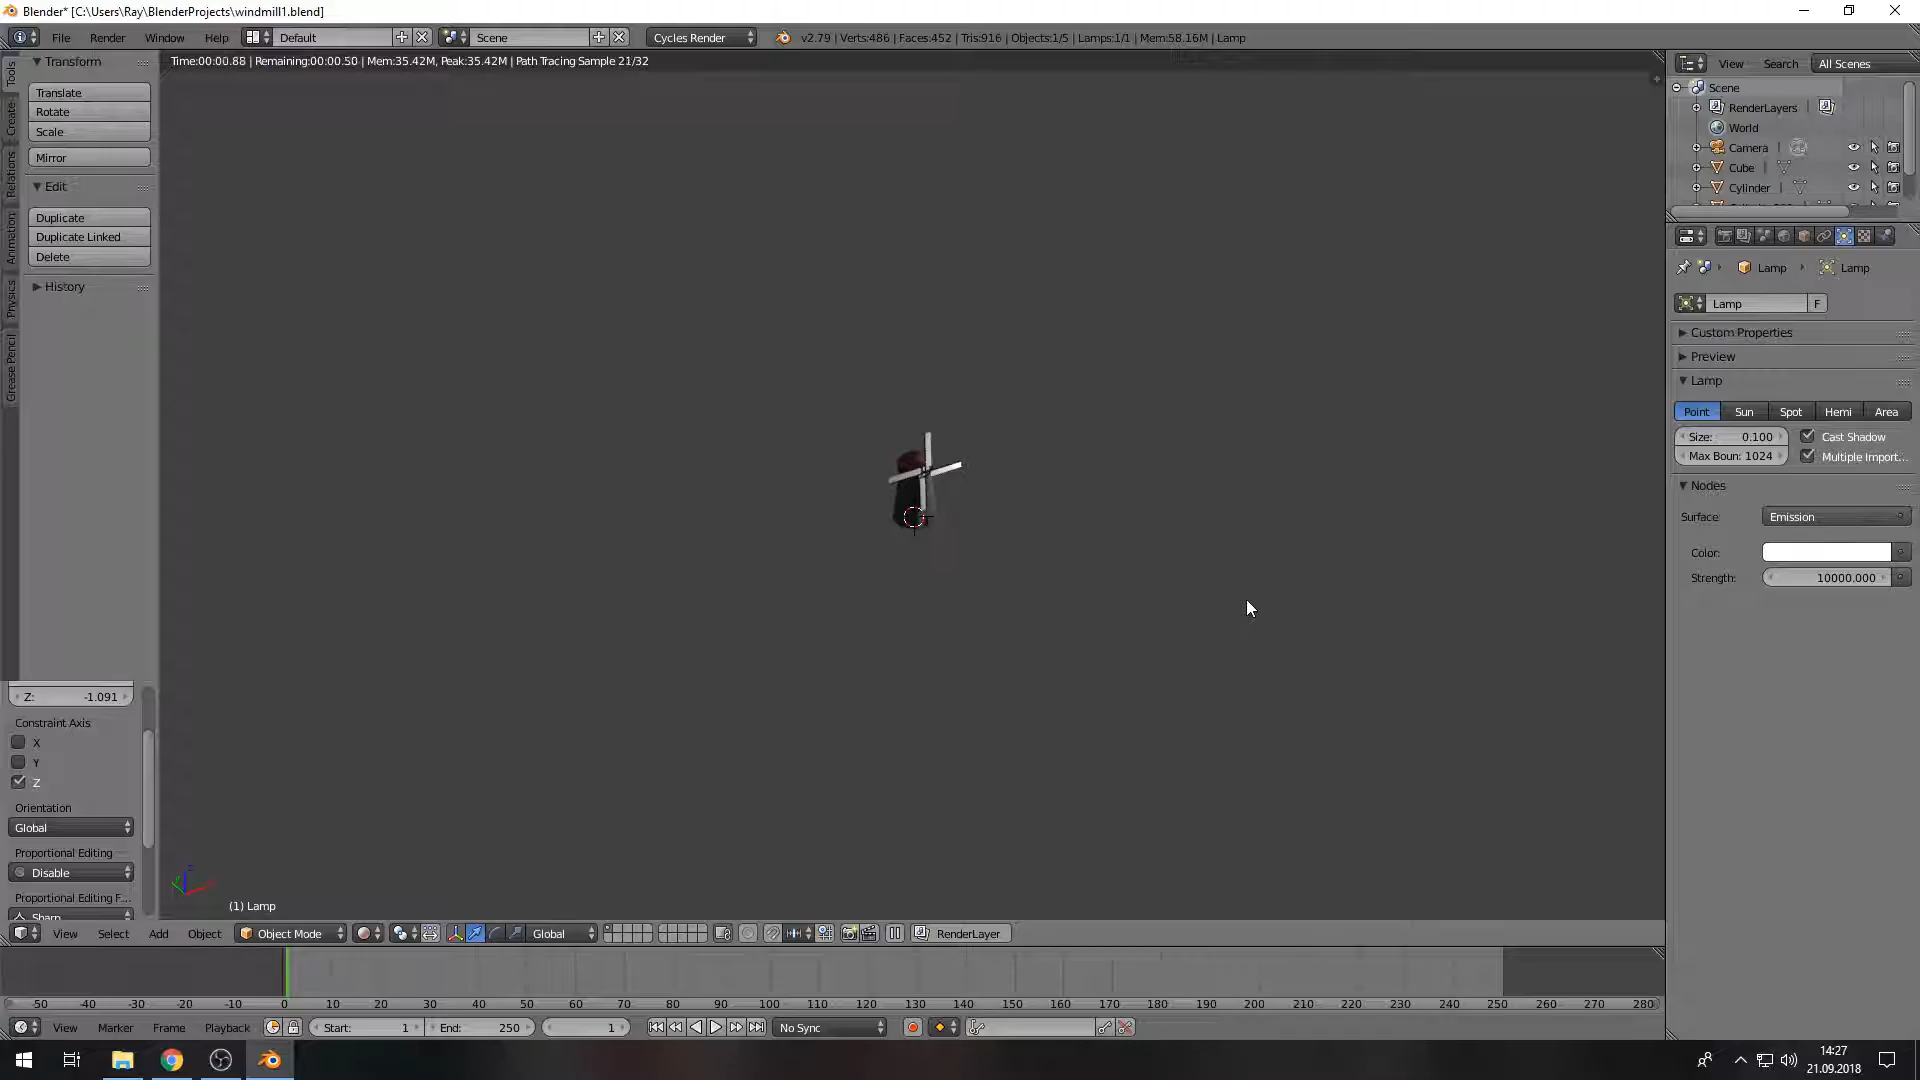 Blender* [C:\Users\Ray\BlenderProjects\windmill1.blend]
File Render Window Help Default Scene Cycles Render v2.79 | Verts:486 | Faces:452 | Tris:916 | Objects:1/5 | Lamps:1/1 | Mem:58.16M | Lamp
Time:00:00.88 | Remaining:00:00.50 | Mem:35.42M, Peak:35.42M | Path Tracing Sample 21/32
Tools
Create
Relations
Animation
Physics
Grease Pencil
Transform
Translate
Rotate
Scale
Mirror
Edit
Duplicate
Duplicate Linked
Delete
History
Z: -1.091
Constraint Axis
X
Y
Z
Orientation
Global
Proportional Editing
Disable
Proportional Editing F...
Sharp
(1) Lamp
View Select Add Object Object Mode Global RenderLayer
-50 -40 -30 -20 -10 0 10 20 30 40 50 60 70 80 90 100 110 120 130 140 150 160 170 180 190 200 210 220 230 240 250 260 270 280
View Marker Frame Playback Start: 1 End: 250 1 No Sync
View Search All Scenes
Scene
RenderLayers
World
Camera
Cube
Cylinder
Lamp Lamp
Lamp F
Custom Properties
Preview
Lamp
Point Sun Spot Hemi Area
Size: 0.100 Cast Shadow
Max Boun: 1024 Multiple Import...
Nodes
Surface: Emission
Color:
Strength: 10000.000
14:27
21.09.2018